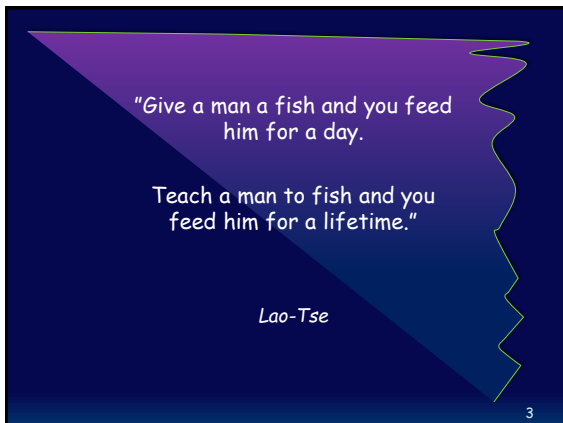 "Give a man a fish and you feed
him for a day.
Teach a man to fish and you
feed him for a lifetime."
Lao-Tse
3